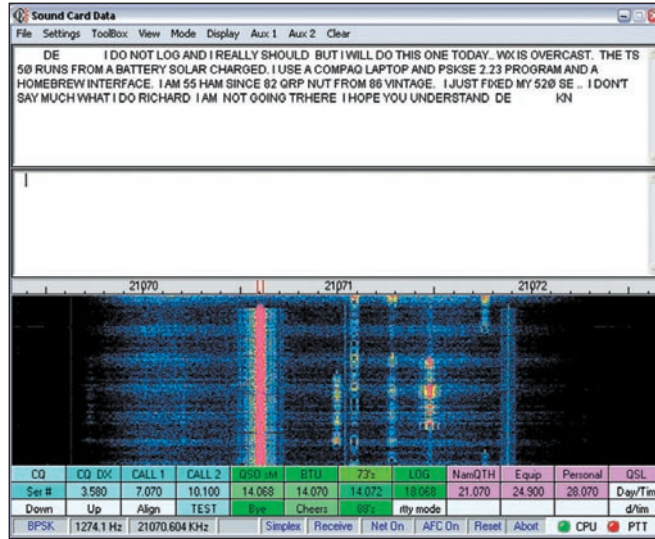 Sound Card Data
File Settings ToolBox View Mode Display Aux 1 Aux 2 Clear
DE I DO NOT LOG AND I REALLY SHOULD BUT I WILL DO THIS ONE TODAY.. WX IS OVERCAST. THE TS
5Ø RUNS FROM A BATTERY SOLAR CHARGED. I USE A COMPAQ LAPTOP AND PSKSE 2.23 PROGRAM AND A
HOMEBREW INTERFACE. I AM 55 HAM SINCE 82 QRP NUT FROM 86 VINTAGE. I JUST FIXED MY 52Ø SE .. I DON'T
SAY MUCH WHAT I DO RICHARD I AM NOT GOING TRHERE I HOPE YOU UNDERSTAND DE KN
21070 21071 21072
CQ CQ DX CALL 1 CALL 2 QSO sht BTU 73's LOG NamQTH Equip Personal QSL
Ser # 3.580 7.070 10.100 14.068 14.070 14.072 18.068 21.070 24.900 28.070 Day/Tim
Down Up Align TEST Bye Cheers 88's rtty mode d/tim
BPSK 1274.1 Hz 21070.604 KHz Simplex Receive Net On AFC On Reset Abort CPU PTT